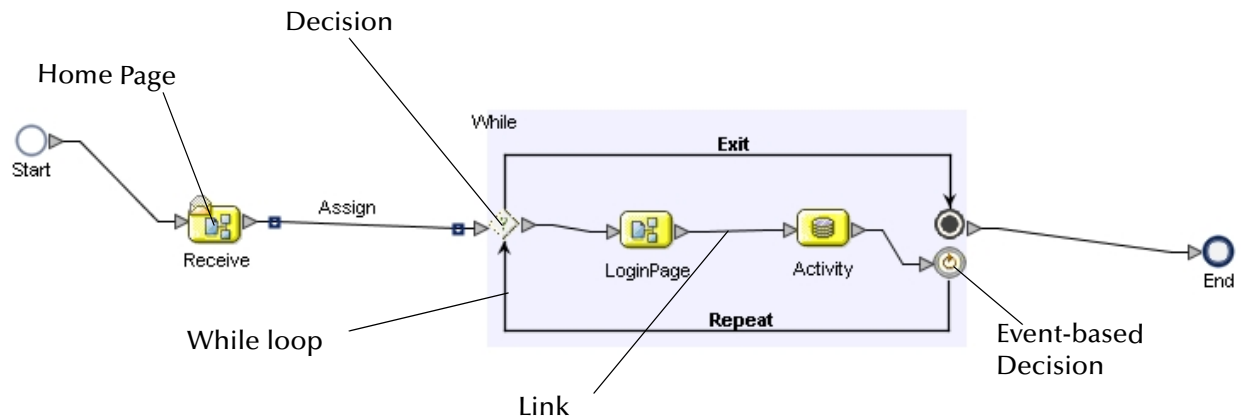 Decision
Home Page
While
Exit
Start
Assign
Receive
LoginPage
Activity
End
Repeat
While loop
Event-based
Decision
Link